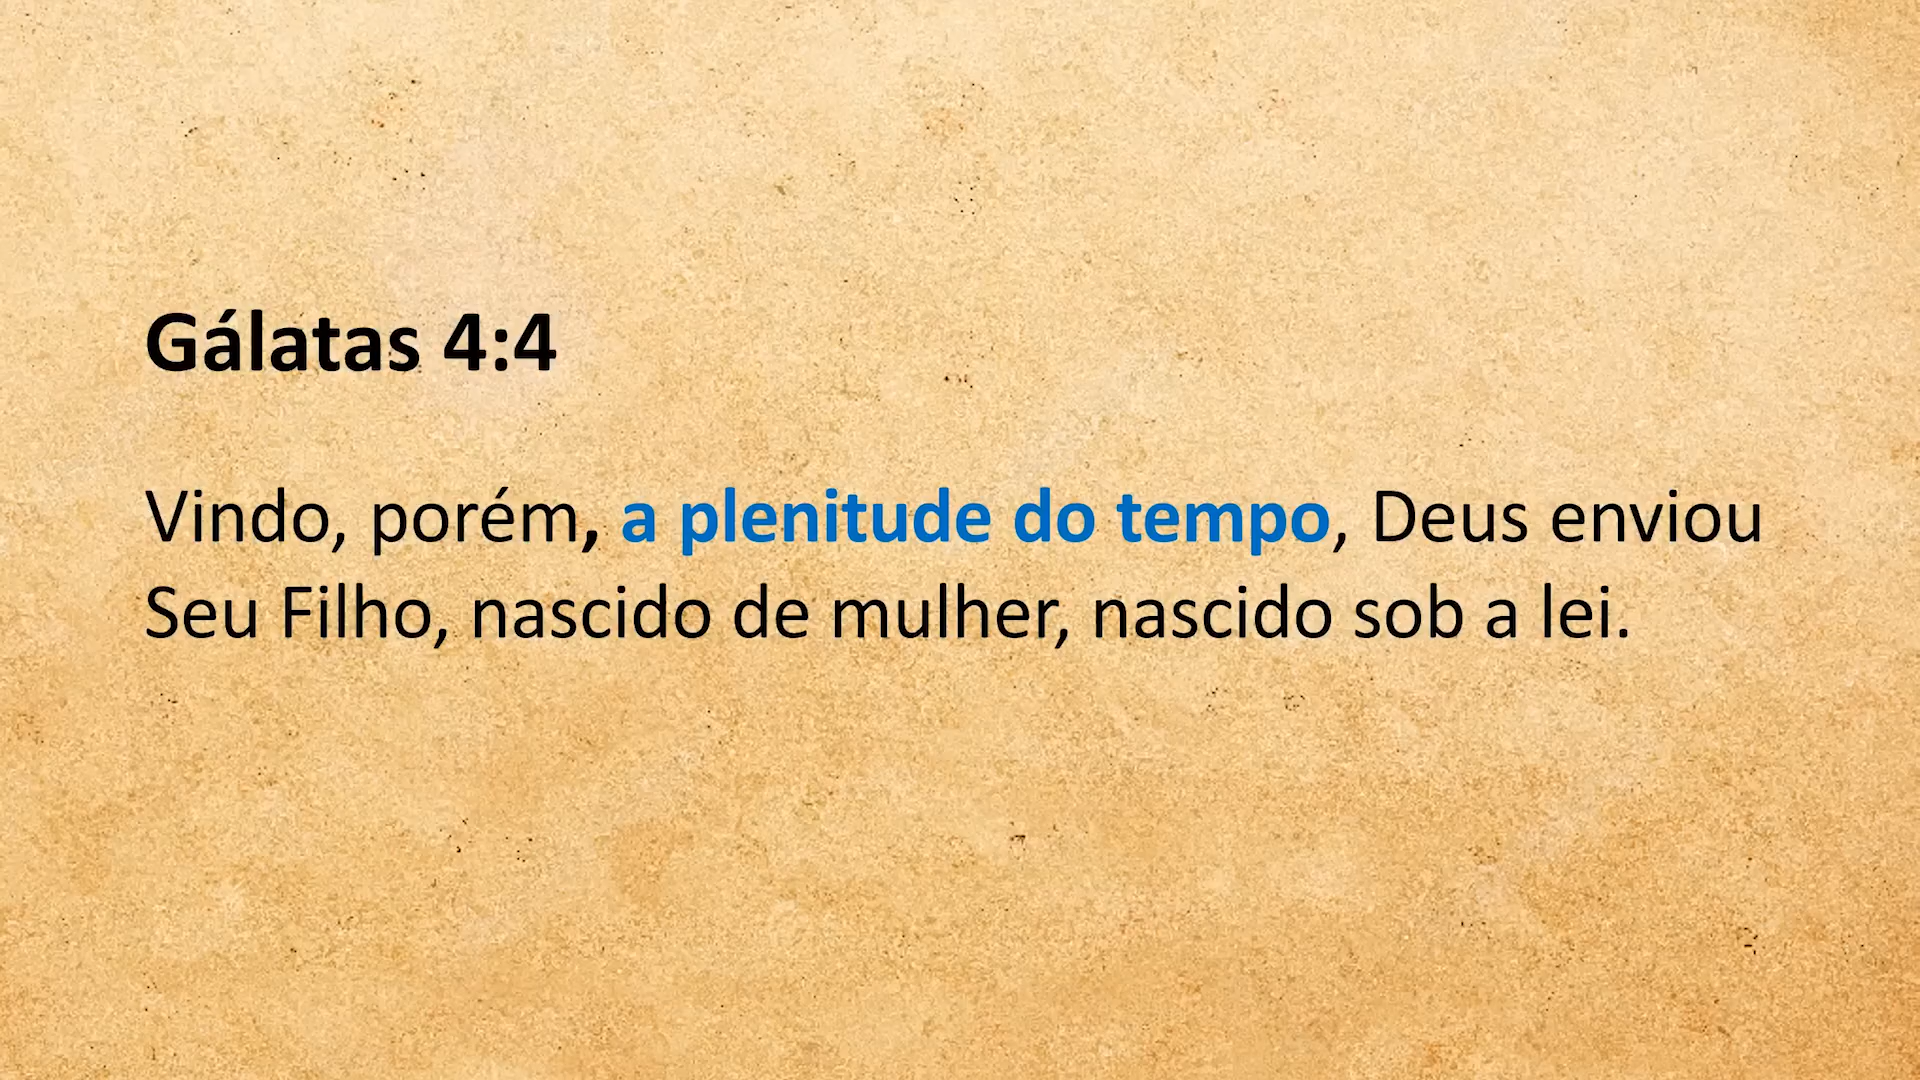 Gálatas 4:4
Vindo, porém, a plenitude do tempo, Deus enviou
Seu Filho, nascido de mulher, nascido sob a lei.